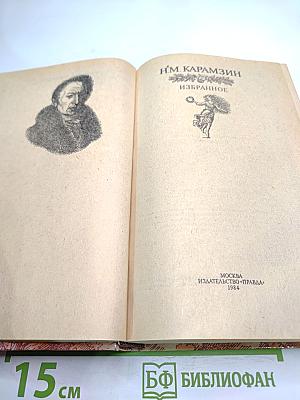 Н·М КАРАМЗИН
ИЗБРАННОЕ
МОСКВА
ИЗДАТЕЛЬСТВО «ПРАВДА»
1984
15 см
БФ БИБЛИОФАН